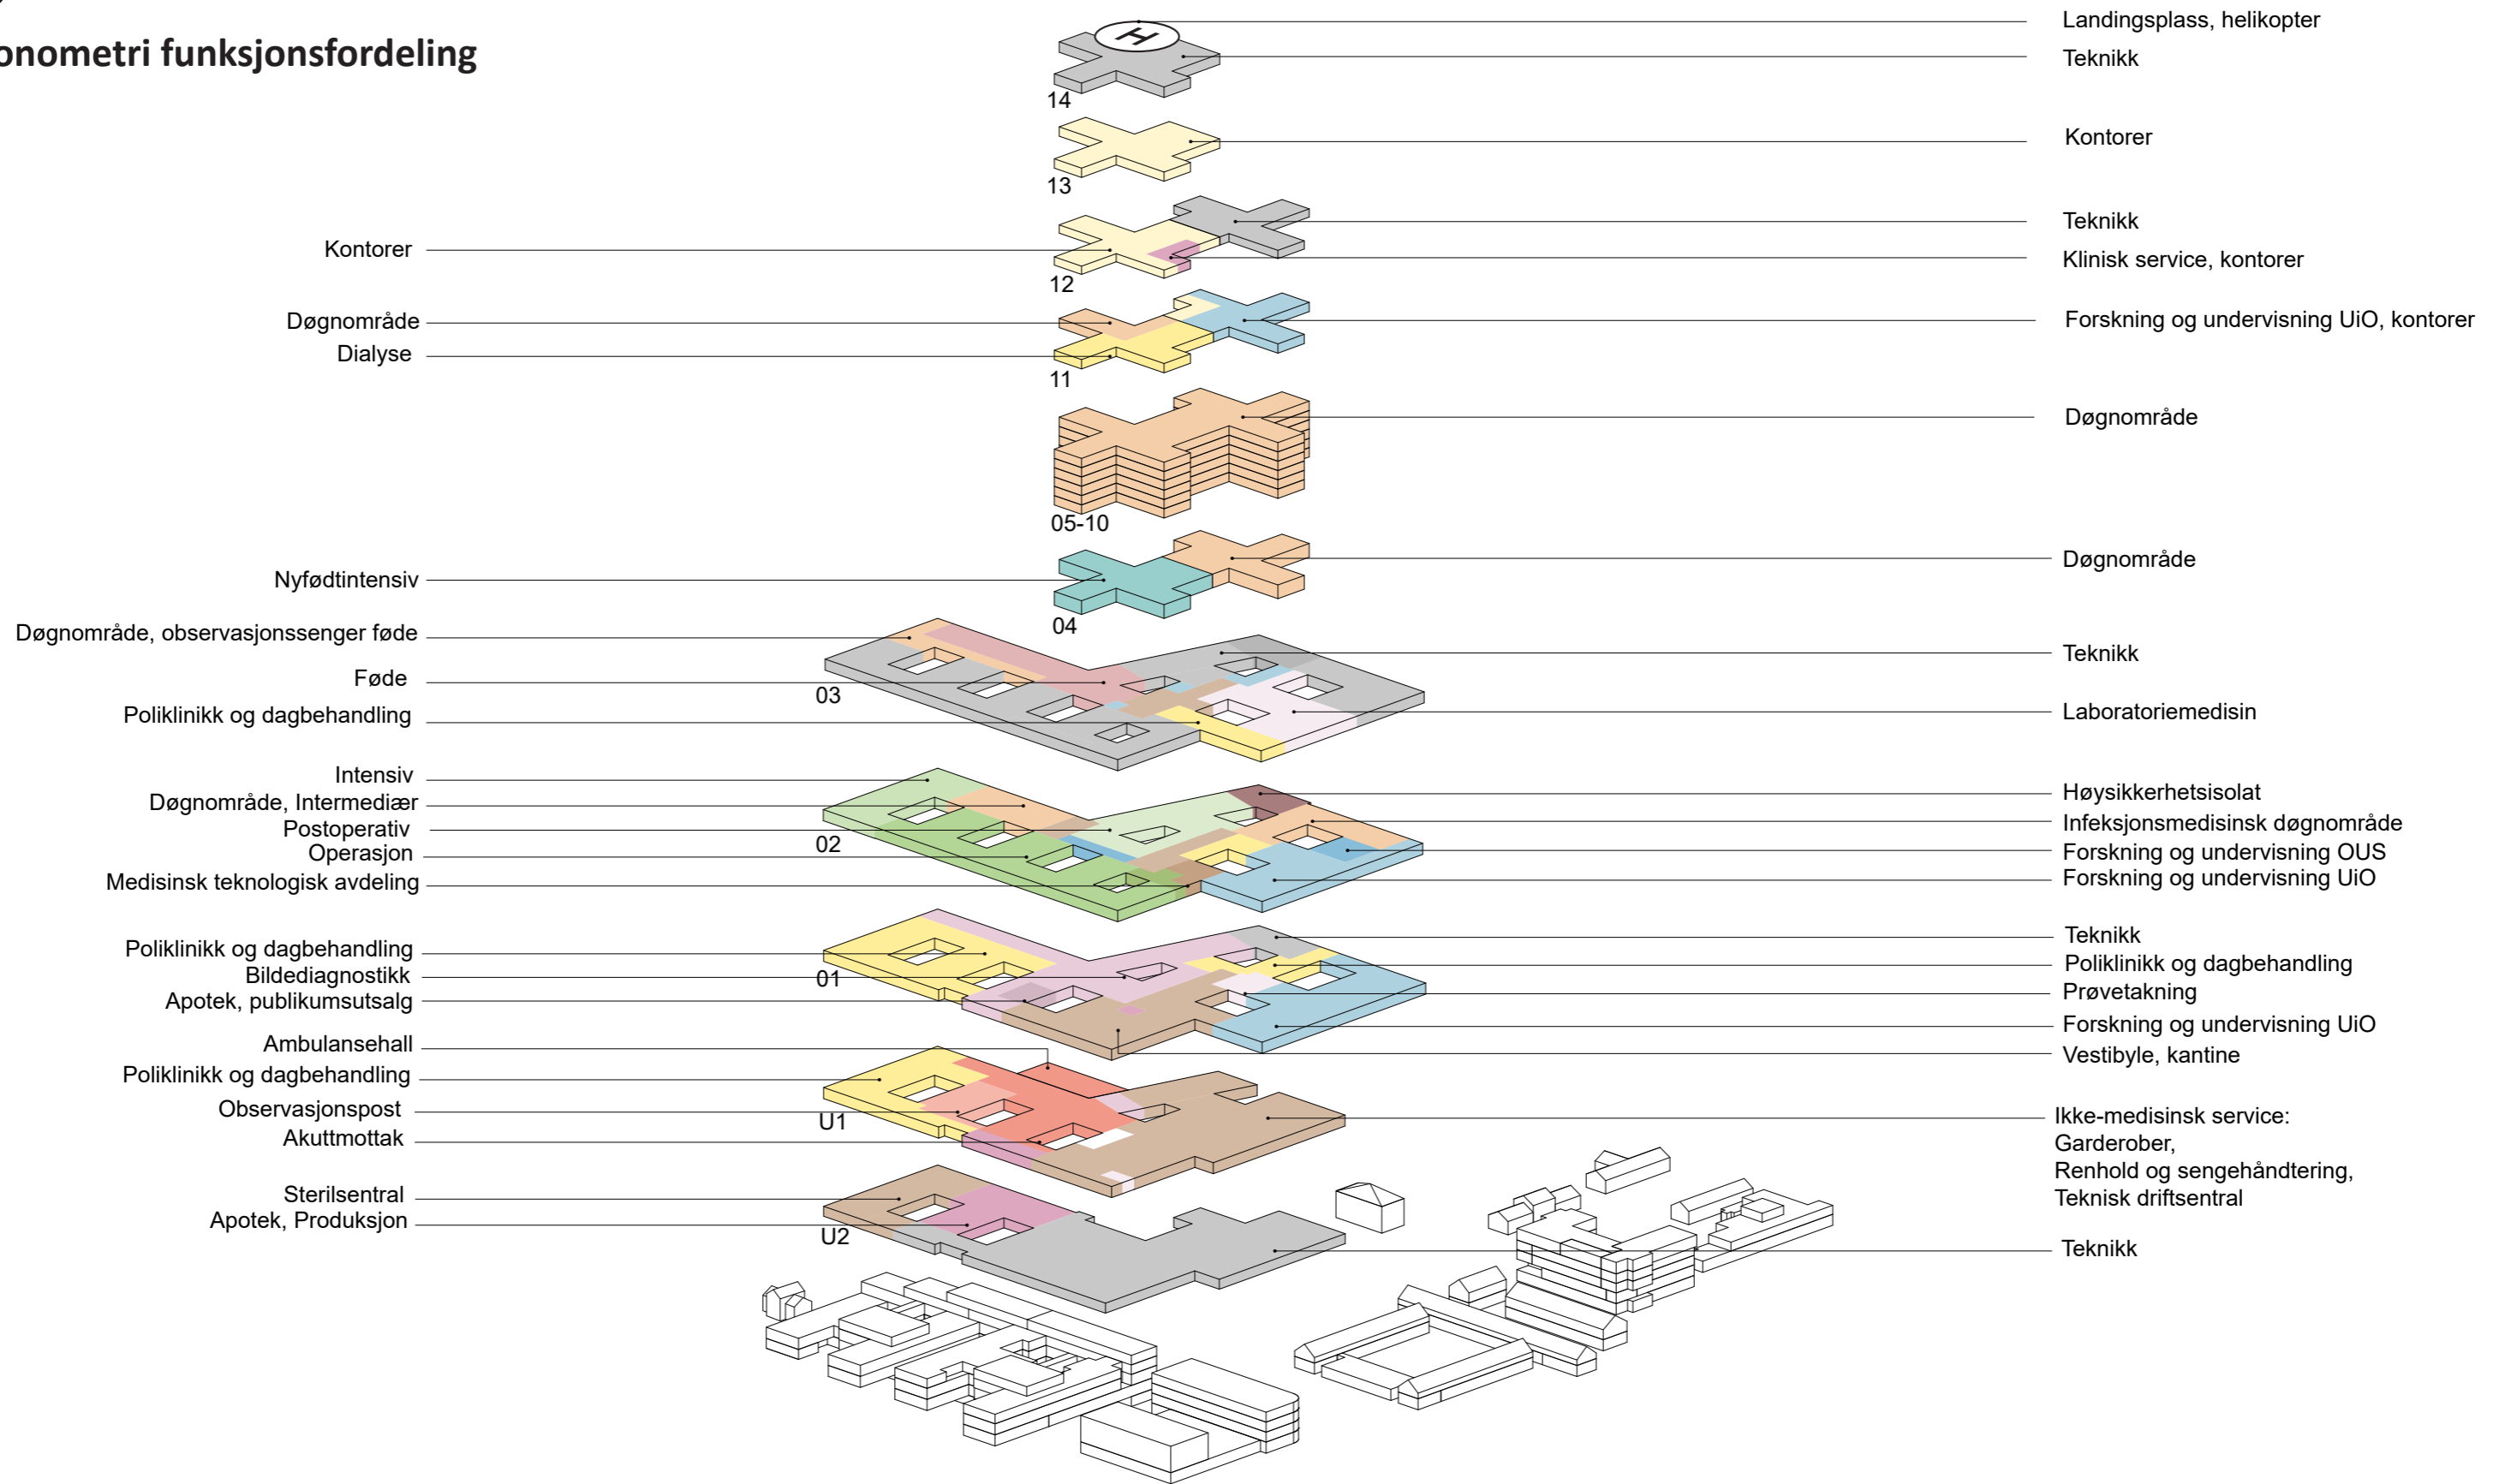 onometri funksjonsfordeling
Landingsplass, helikopter
Teknikk
14
Kontorer
13
Teknikk
Kontorer
Klinisk service, kontorer
12
Døgnområde
Forskning og undervisning UiO, kontorer
Dialyse
11
Døgnområde
05-10
Døgnområde
Nyfødtintensiv
04
Døgnområde, observasjonssenger føde
Teknikk
Føde
03
Poliklinikk og dagbehandling
Laboratoriemedisin
Intensiv
Høysikkerhetsisolat
Døgnområde, Intermediær
Infeksjonsmedisinsk døgnområde
Postoperativ
02
Operasjon
Forskning og undervisning OUS
Medisinsk teknologisk avdeling
Forskning og undervisning UiO
Teknikk
Poliklinikk og dagbehandling
Poliklinikk og dagbehandling
Bildediagnostikk
01
Prøvetakning
Apotek, publikumsutsalg
Forskning og undervisning UiO
Ambulansehall
Vestibyle, kantine
Poliklinikk og dagbehandling
Observasjonspost
U1
Akuttmottak
Ikke-medisinsk service:
Garderober,
Renhold og sengehåndtering,
Teknisk driftsentral
Sterilsentral
Apotek, Produksjon
U2
Teknikk
H